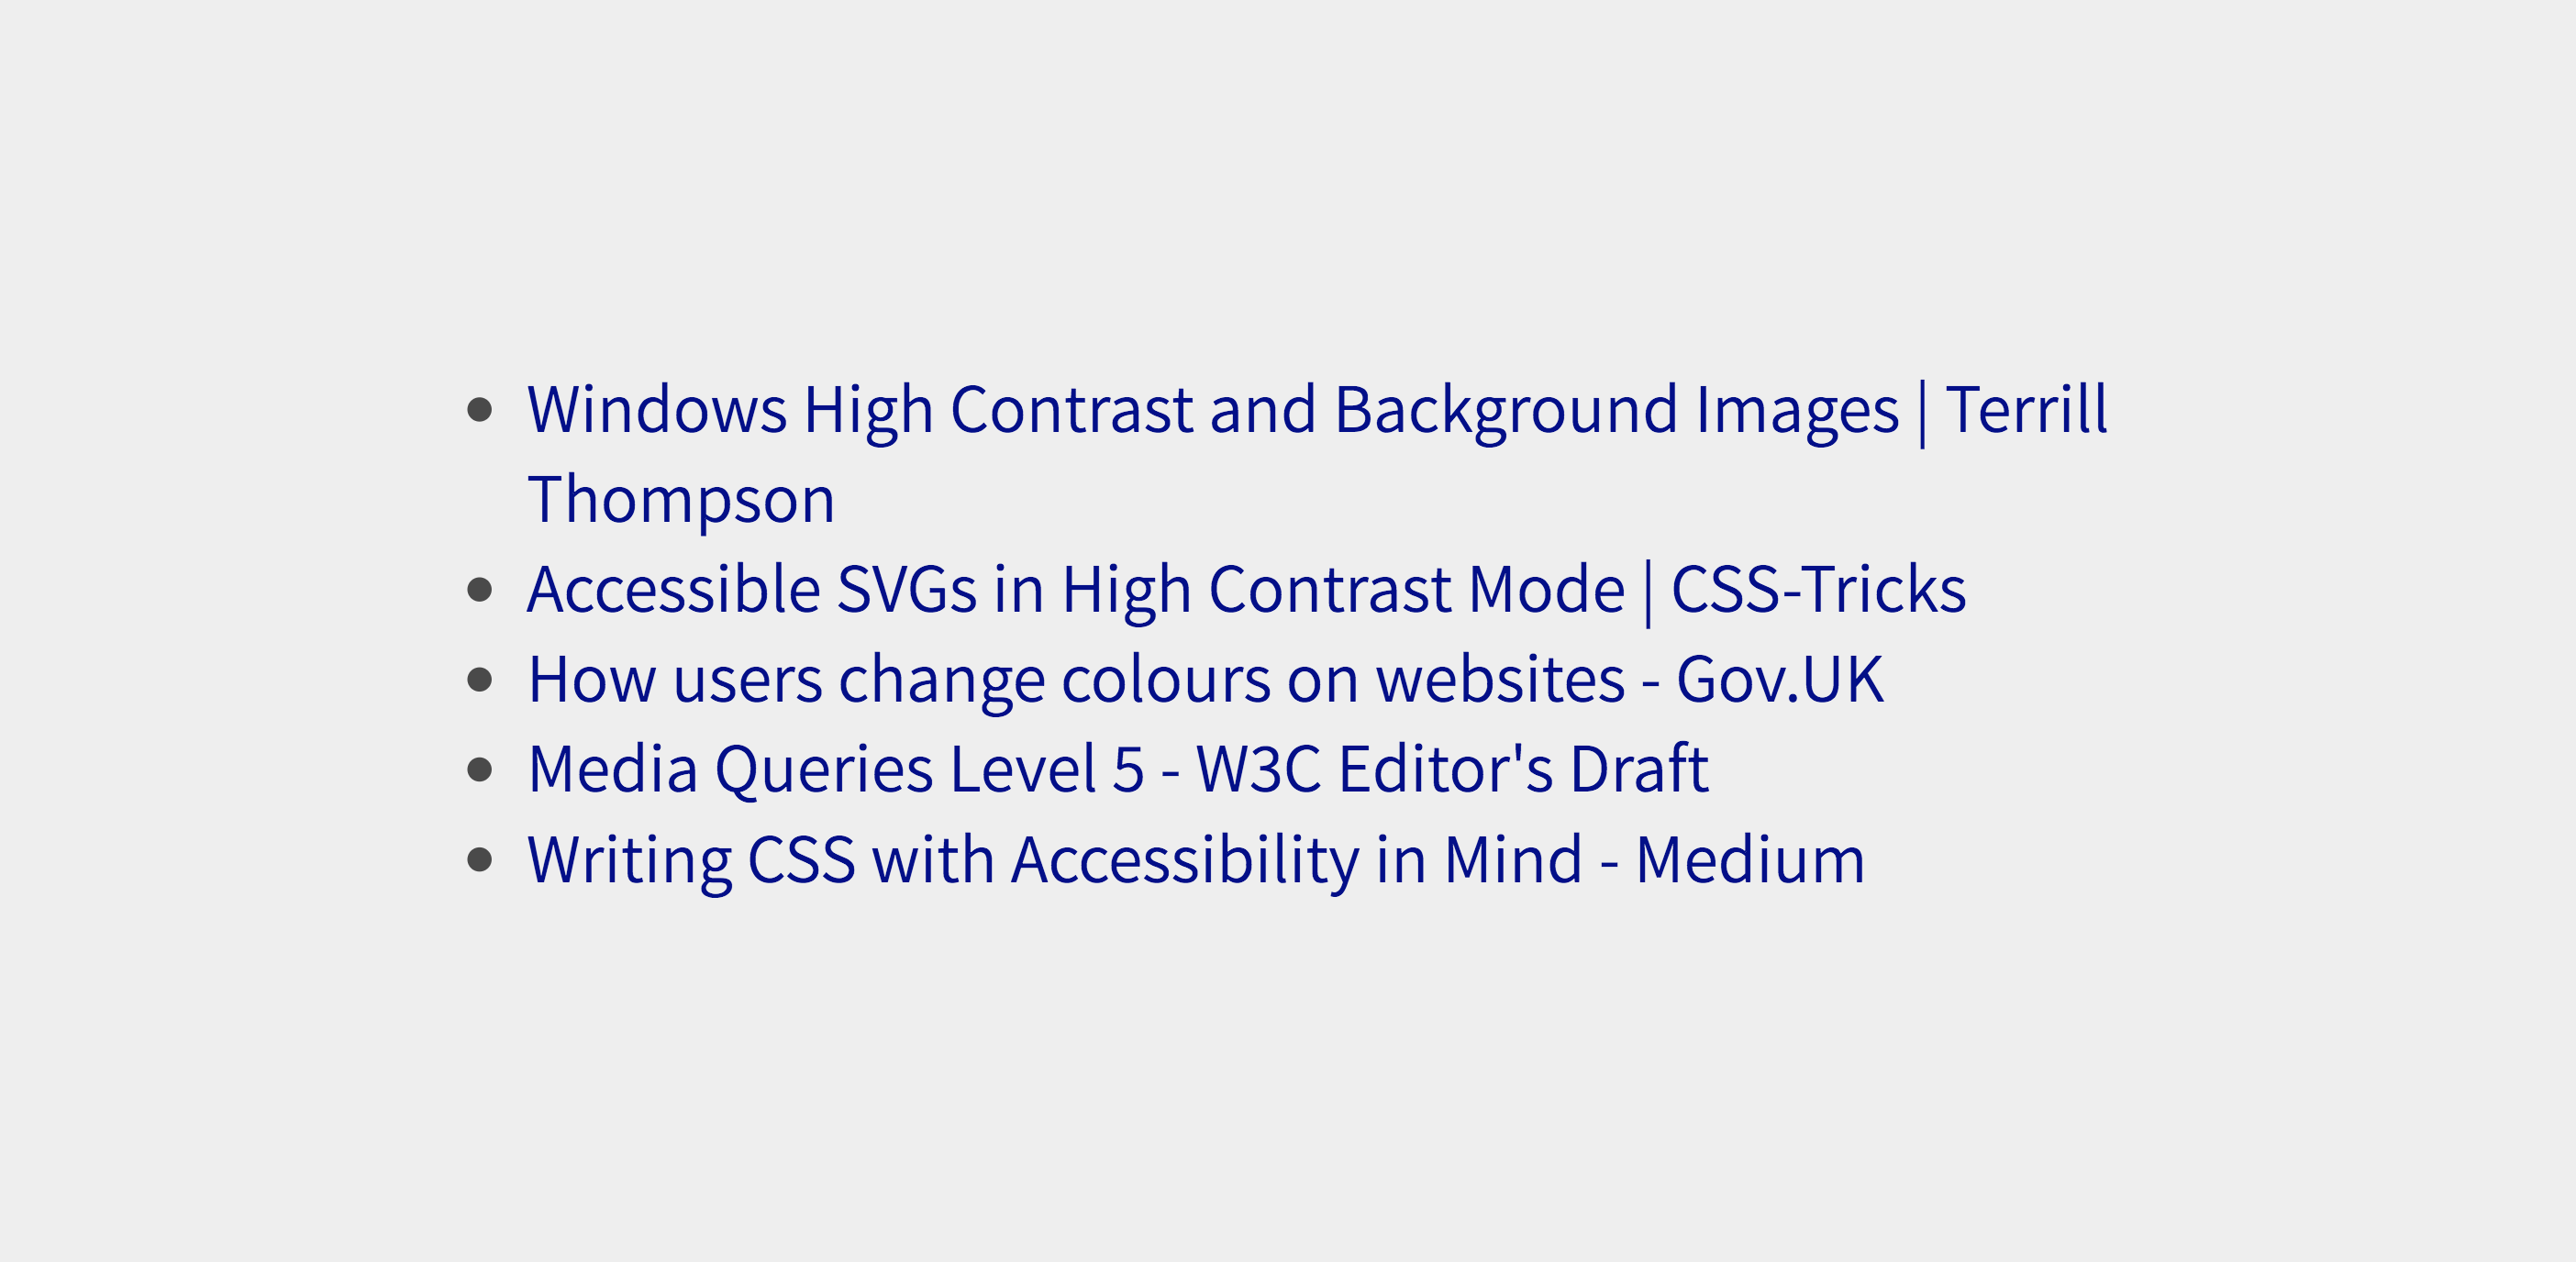 • Windows High Contrast and Background Images | Terrill
Thompson
• Accessible SVGs in High Contrast Mode | CSS-Tricks
• How users change colours on websites - Gov.UK
• Media Queries Level 5 - W3C Editor's Draft
• Writing CSS with Accessibility in Mind - Medium